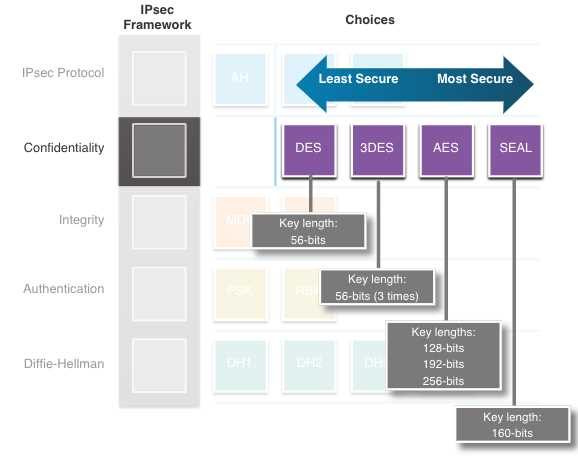 IPsec
Framework
Choices
IPsec Protocol
AH
Least Secure
Most Secure
Confidentiality
DES
3DES
AES
SEAL
Integrity
Key length:
56-bits
Authentication
PSK
Key length:
56-bits (3 times)
Diffie-Hellman
DH1
DH2
Key lengths:
128-bits
192-bits
256-bits
Key length:
160-bits